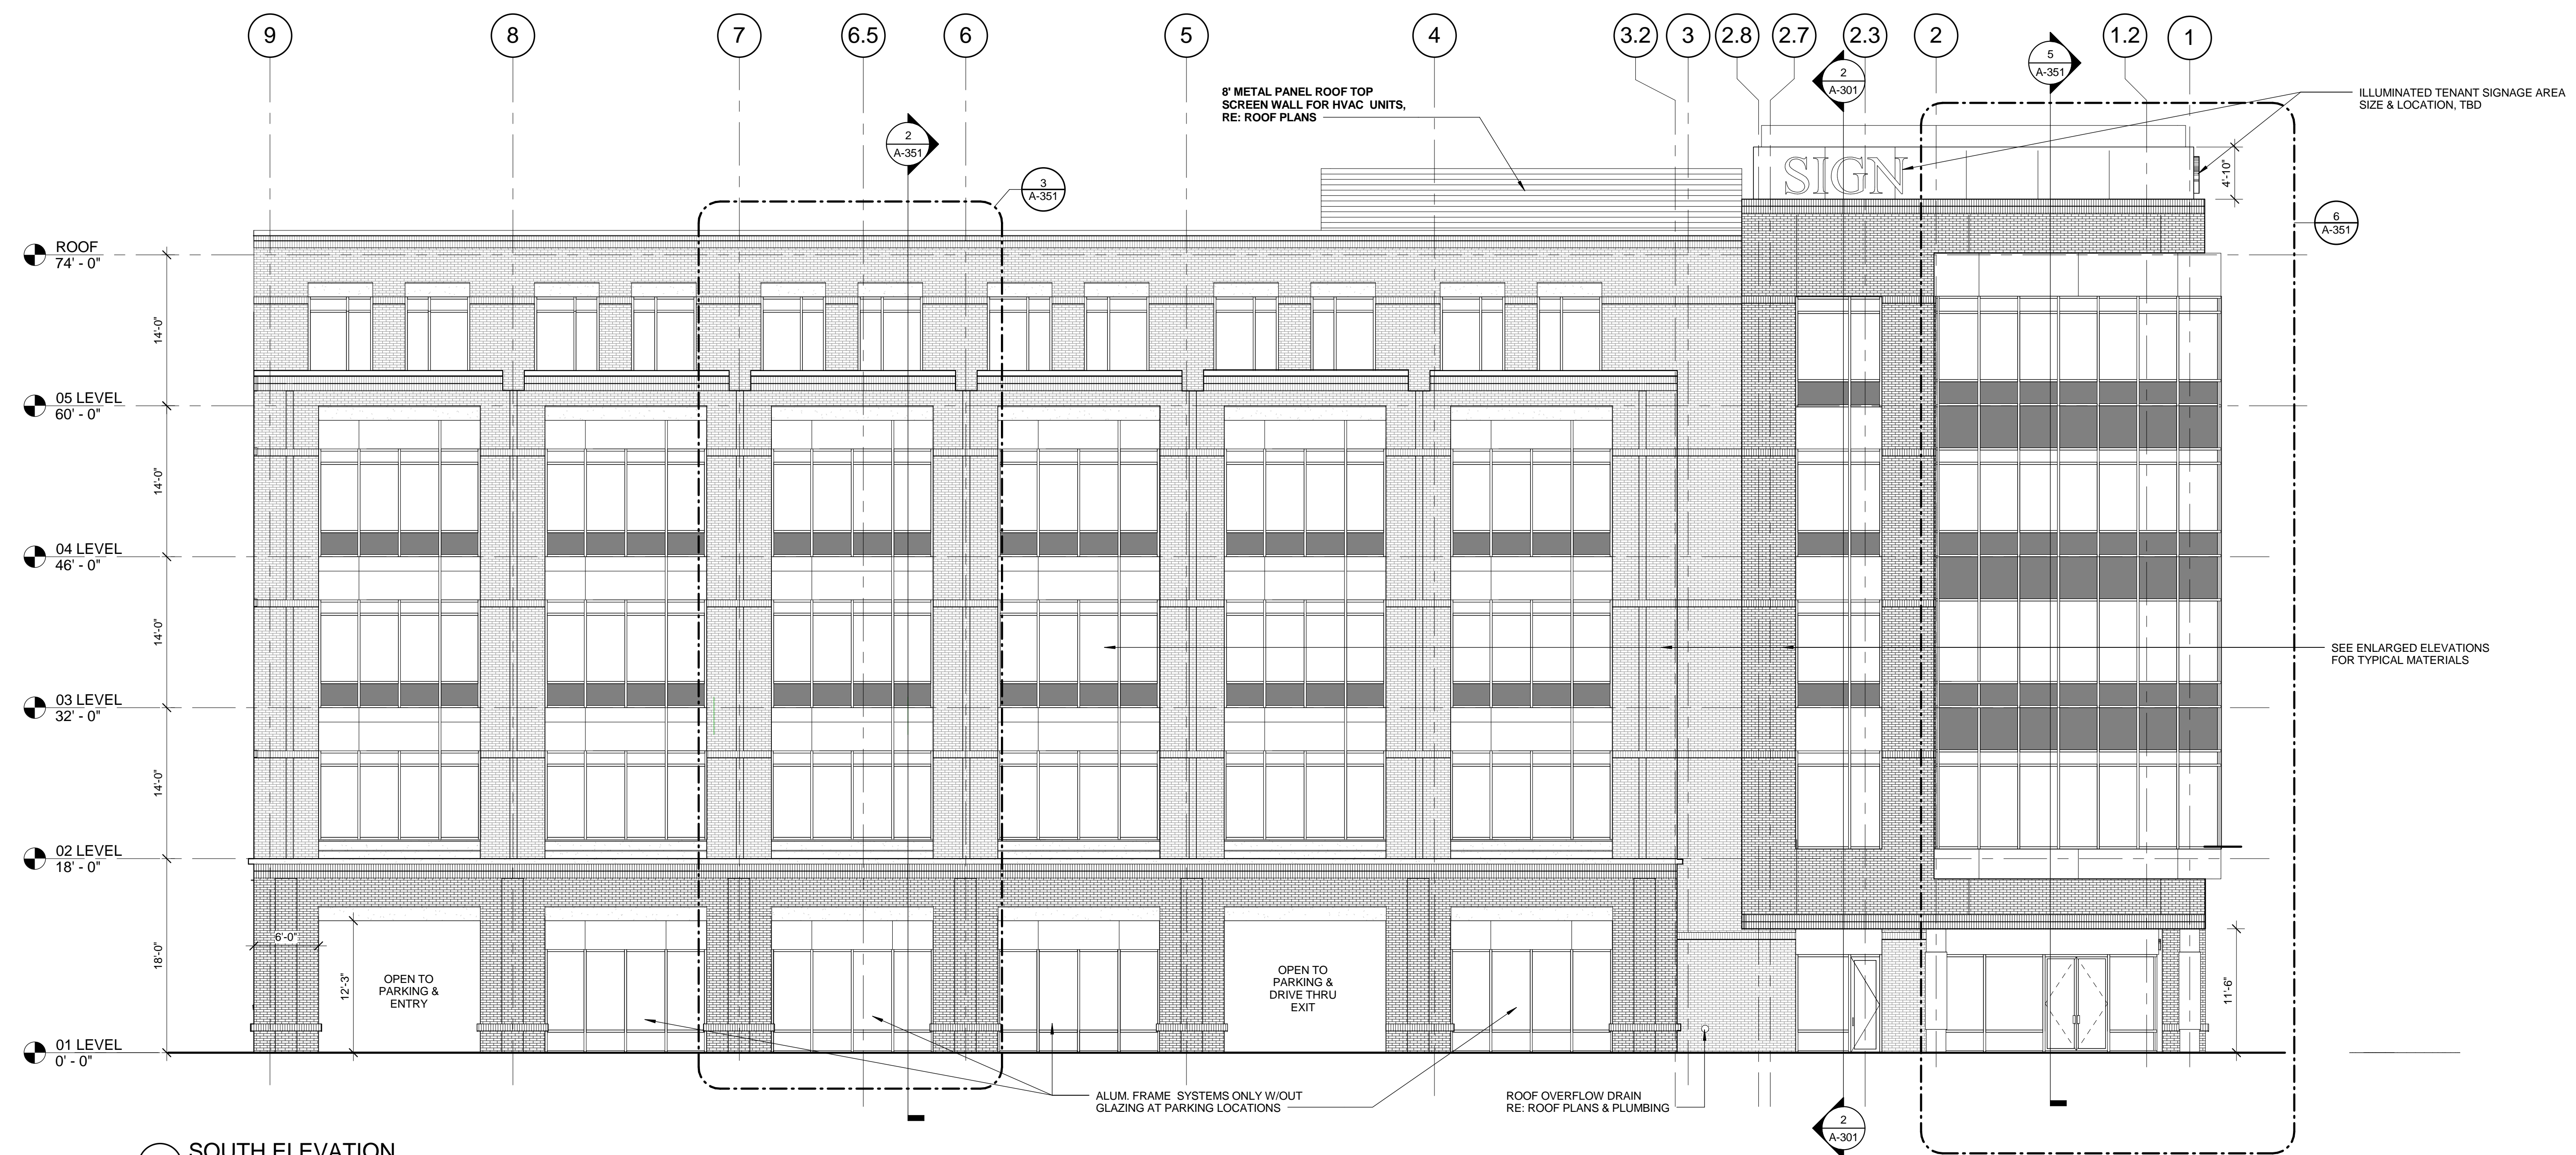 9
8
7
6.5
6
5
4
3.2
3
2.8
2.7
2.3
2
1.2
1
2
A-301
5
A-351
8' METAL PANEL ROOF TOP
SCREEN WALL FOR HVAC UNITS,
RE: ROOF PLANS
ILLUMINATED TENANT SIGNAGE AREA
SIZE & LOCATION, TBD
2
A-351
3
A-351
SIGN
4'-10"
6
A-351
ROOF
74' - 0"
14'-0"
05 LEVEL
60' - 0"
14'-0"
04 LEVEL
46' - 0"
14'-0"
SEE ENLARGED ELEVATIONS
FOR TYPICAL MATERIALS
03 LEVEL
32' - 0"
14'-0"
02 LEVEL
18' - 0"
18'-0"
6'-0"
12'-3"
OPEN TO
PARKING &
ENTRY
OPEN TO
PARKING &
DRIVE THRU
EXIT
11'-6"
01 LEVEL
0' - 0"
ALUM. FRAME SYSTEMS ONLY W/OUT
GLAZING AT PARKING LOCATIONS
ROOF OVERFLOW DRAIN
RE: ROOF PLANS & PLUMBING
2
A-301
SOUTH ELEVATION